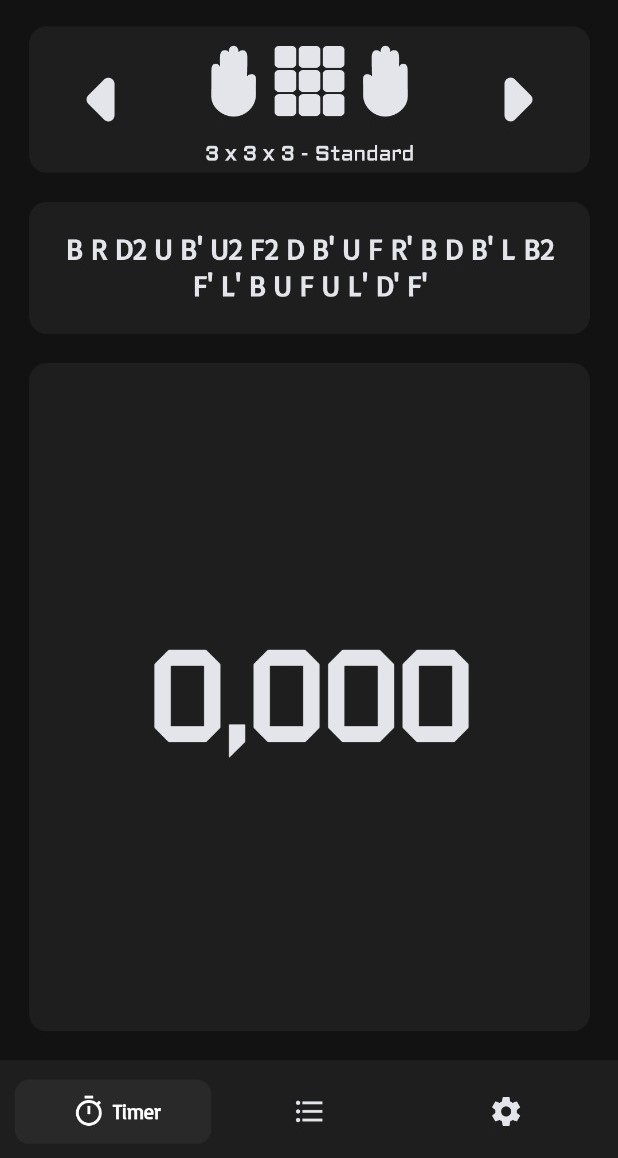 3 x 3 x 3 - Standard
B R D2 U B' U2 F2 D B' U F R' B D B' L B2
F' L' B U F U L' D' F'
0,000
Timer